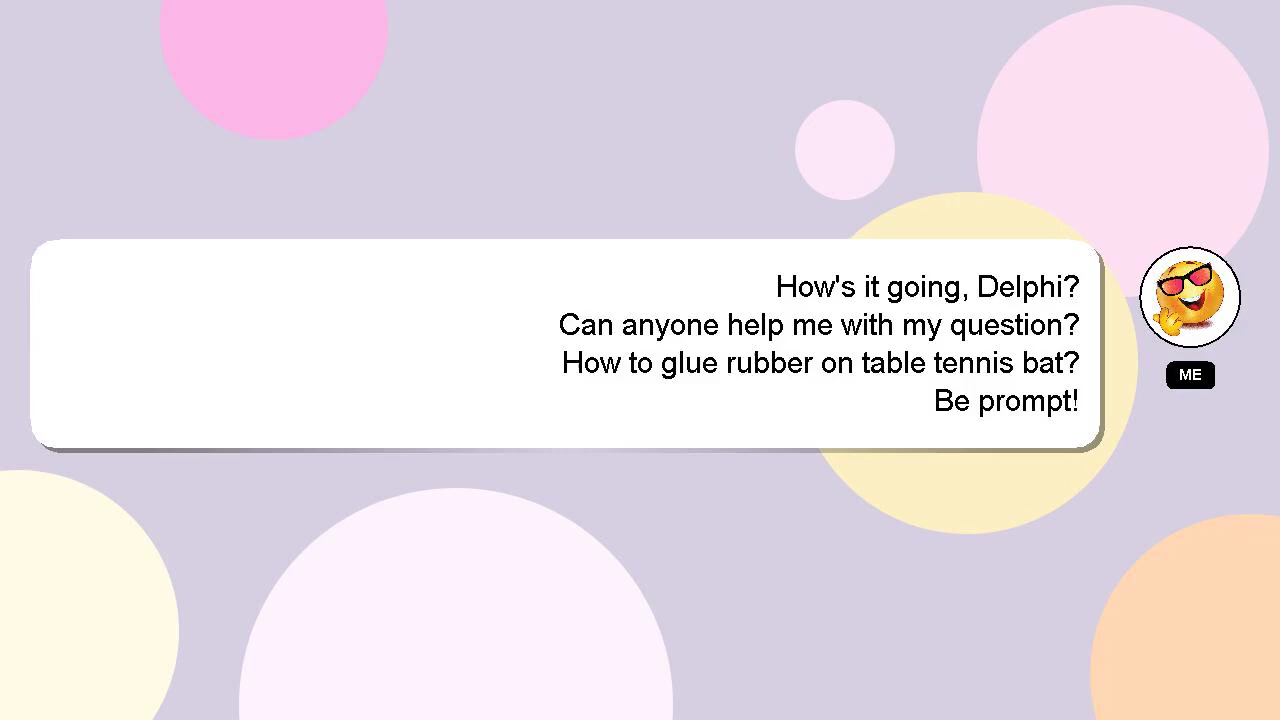 How's it going, Delphi?
Can anyone help me with my question?
How to glue rubber on table tennis bat?
Be prompt!
ME